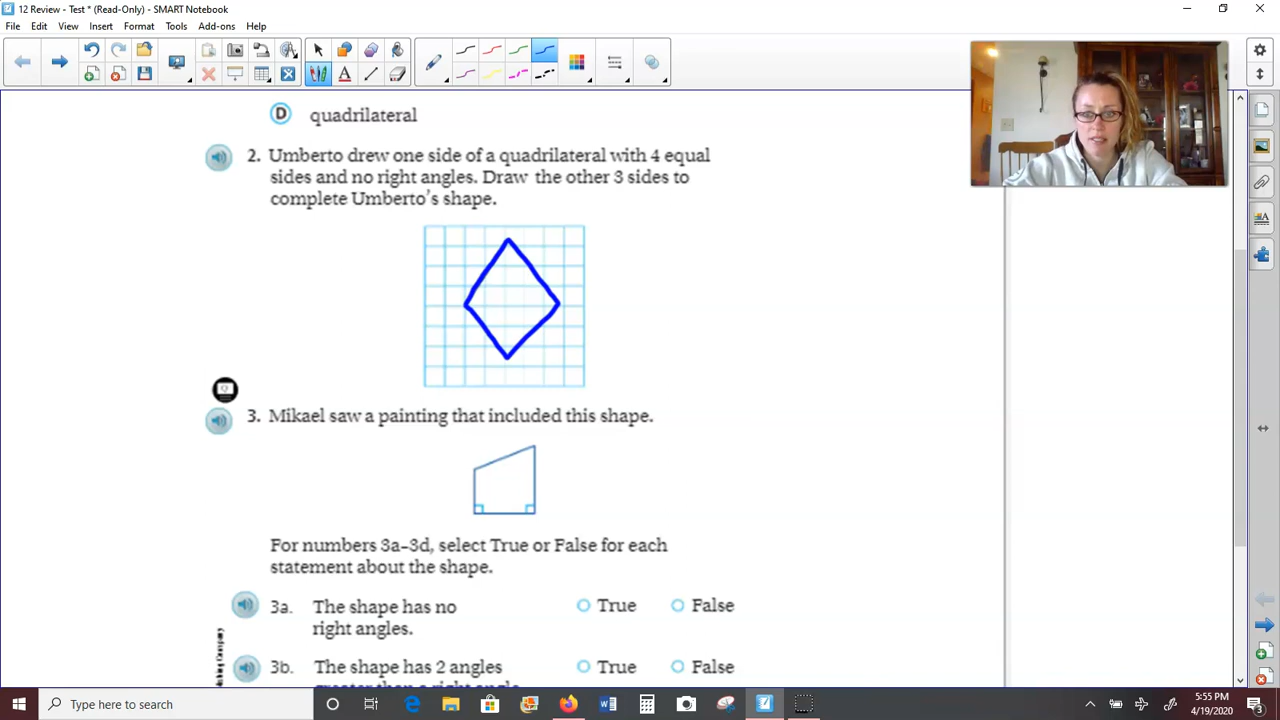 12 Review - Test * (Read-Only) - SMART Notebook
File Edit View Insert Format Tools Add-ons Help
D quadrilateral
2. Umberto drew one side of a quadrilateral with 4 equal
sides and no right angles. Draw the other 3 sides to
complete Umberto's shape.
3. Mikael saw a painting that included this shape.
For numbers 3a–3d, select True or False for each
statement about the shape.
3a. The shape has no True False
right angles.
3b. The shape has 2 angles True False
greater than a right angle
Type here to search
5:55 PM
4/19/2020